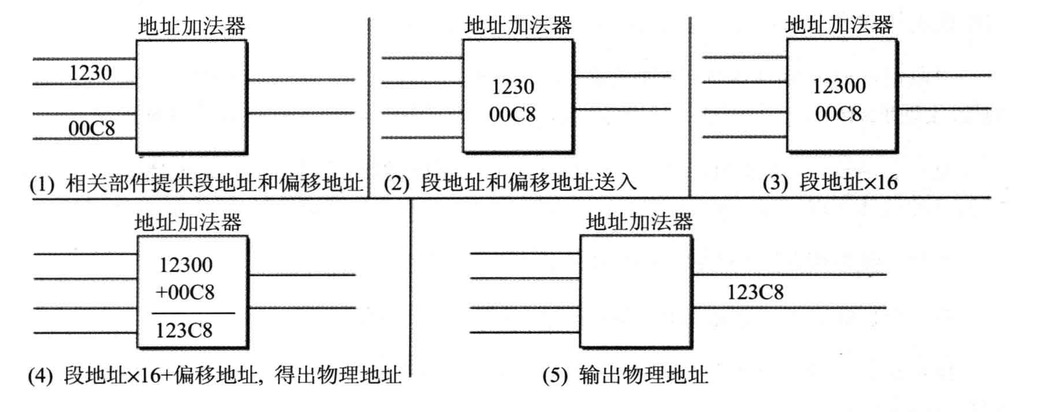 地址加法器
1230
00C8
(1) 相关部件提供段地址和偏移地址
地址加法器
1230
00C8
(2) 段地址和偏移地址送入
地址加法器
12300
00C8
(3) 段地址×16
地址加法器
12300
+00C8
123C8
(4) 段地址×16+偏移地址, 得出物理地址
地址加法器
123C8
(5) 输出物理地址